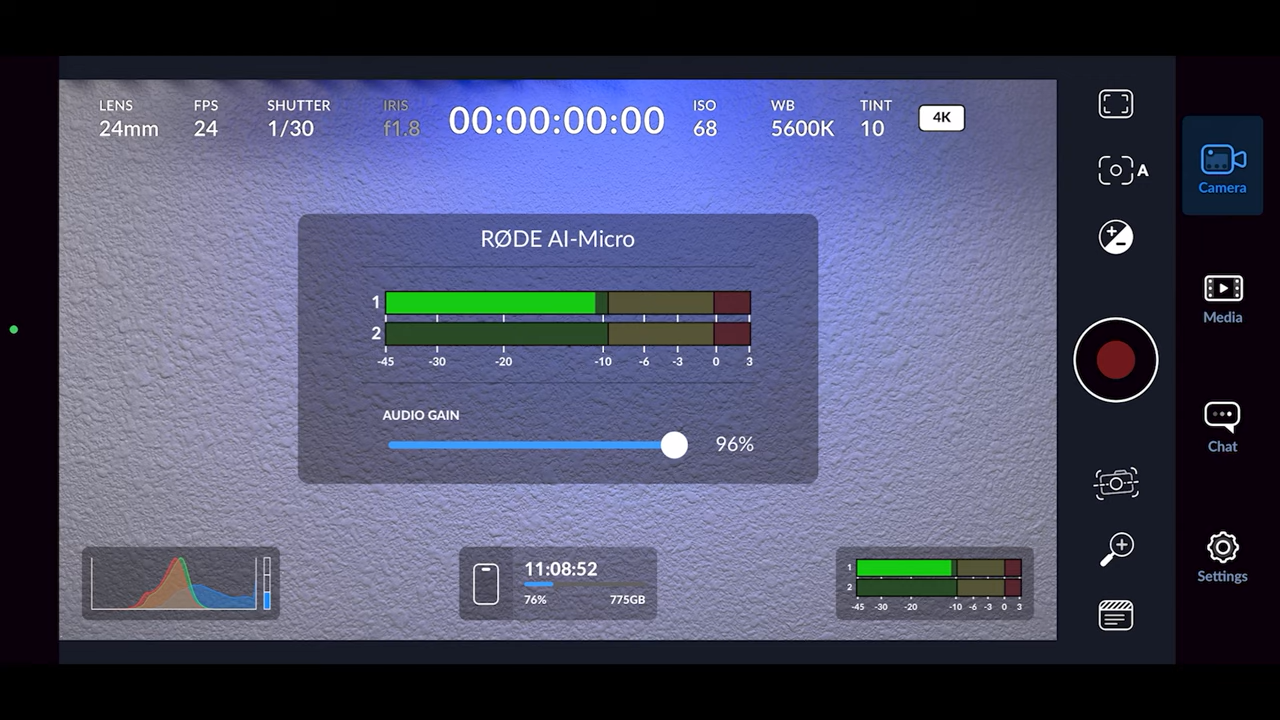 LENS FPS SHUTTER IRIS 00:00:00:00 ISO WB TINT 4K
24mm 24 1/30 f1.8 68 5600K 10
A
Camera
RØDE AI-Micro
1
2
-45 -30 -20 -10 -6 -3 0 3
AUDIO GAIN
96%
Media
Chat
Settings
11:08:52
76% 775GB
1
2
-45 -30 -20 -10 -6 -3 0 3